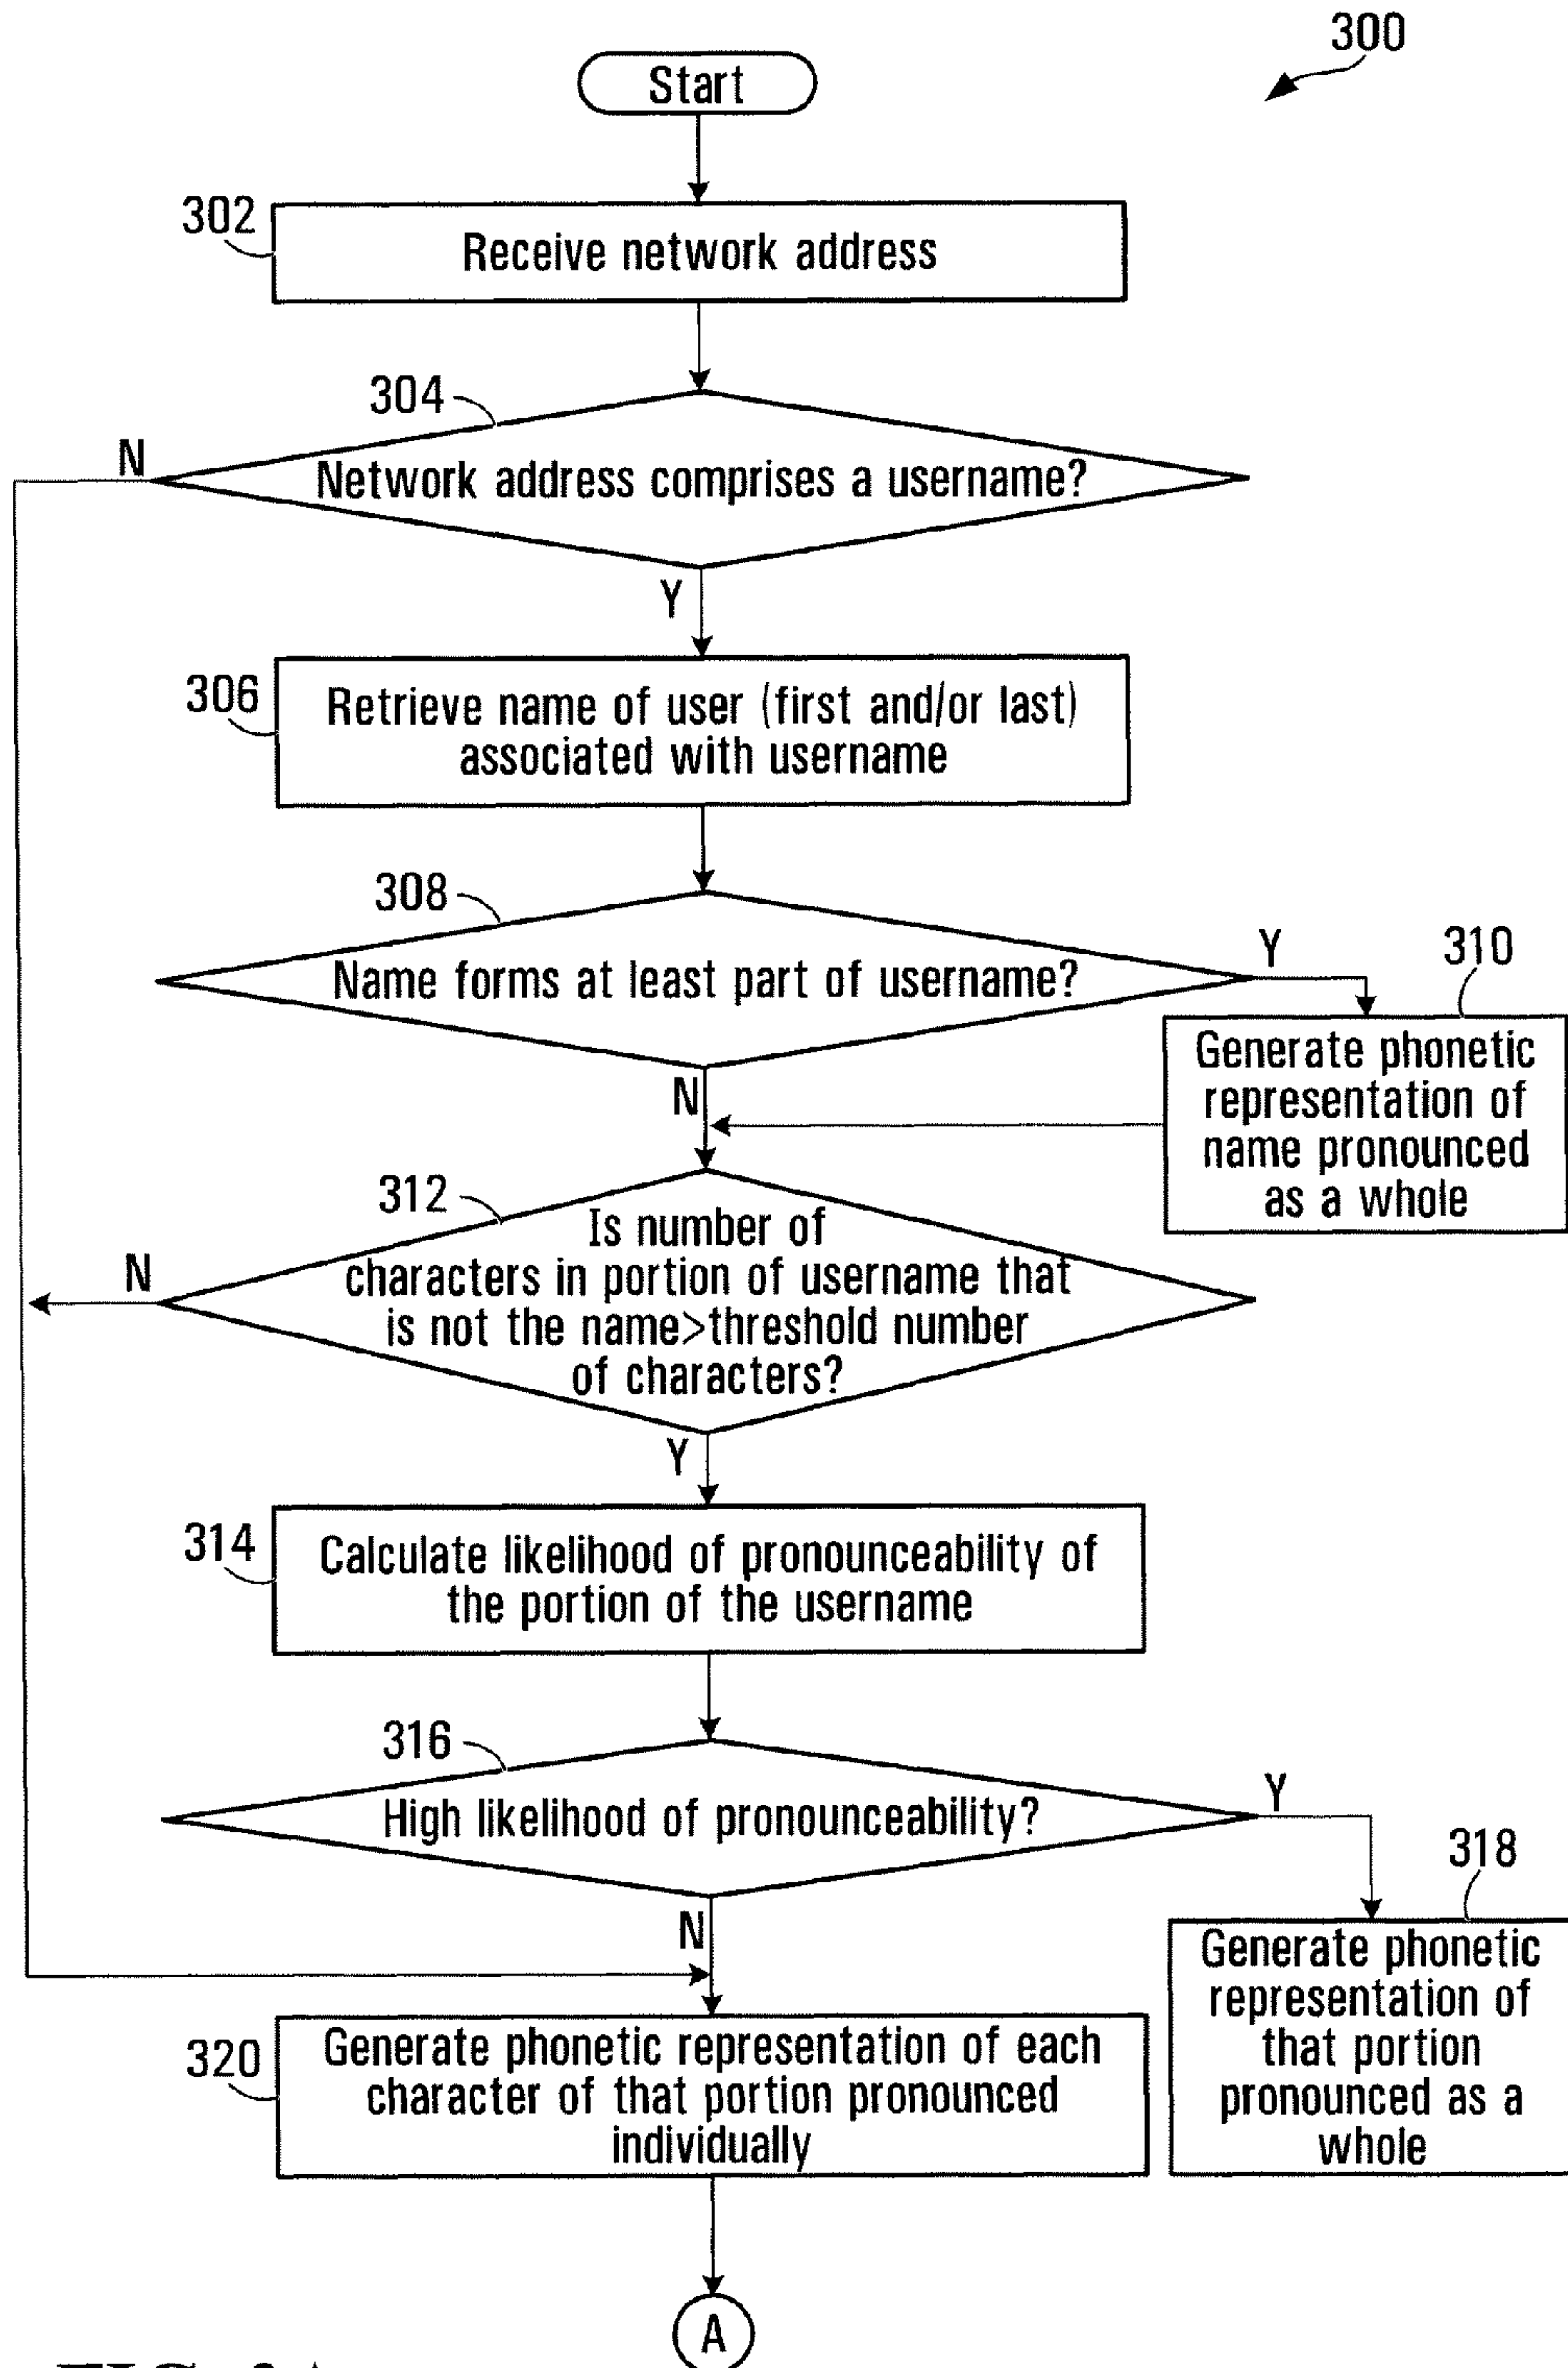 300
Start
302
Receive network address
304
N
Network address comprises a username?
Y
306
Retrieve name of user (first and/or last)
associated with username
308
Y
310
Name forms at least part of username?
Generate phonetic
representation of
name pronounced
as a whole
N
312
N
Is number of
characters in portion of username that
is not the name>threshold number
of characters?
Y
314
Calculate likelihood of pronounceability of
the portion of the username
316
Y
High likelihood of pronounceability?
318
N
Generate phonetic
representation of
that portion
pronounced as a
whole
320
Generate phonetic representation of each
character of that portion pronounced
individually
A